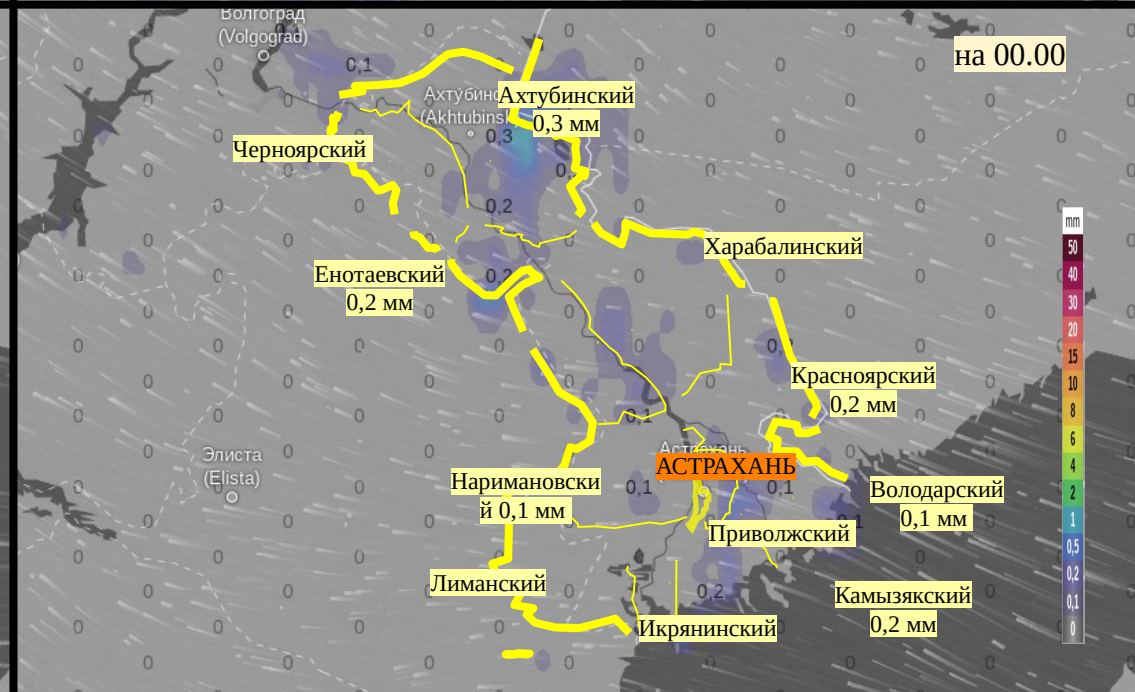 Волгоград
(Volgograd)
на 00.00
0,1
Ахтубинский
0,3 мм
(Akhtubinsk
0,3
Черноярский
0,2
Харабалинский
mm
50
40
30
20
15
10
8
6
4
2
1
0,5
0,2
0,1
0
Енотаевский
0,2 мм
0,2
Красноярский
0,2 мм
0,1
Элиста
(Elista)
Астрахань
АСТРАХАНЬ
Наримановски
й 0,1 мм
0,1
0,1
Володарский
0,1 мм
Приволжский
Лиманский
0,2
Камызякский
0,2 мм
Икрянинский